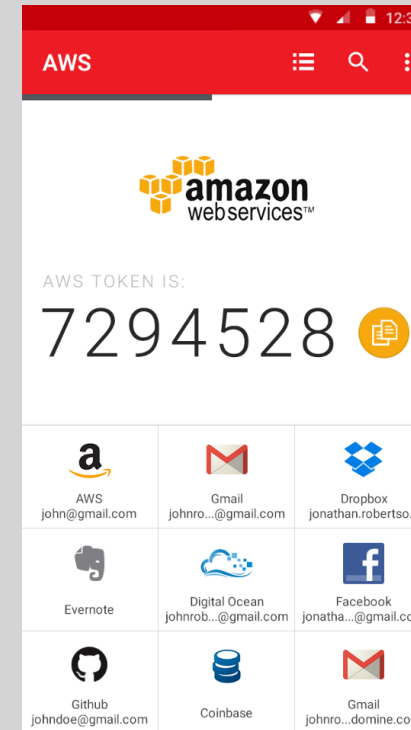 12:3
AWS
amazon
webservices™
AWS TOKEN IS:
7294528
a
AWS
john@gmail.com
Gmail
johnro...@gmail.com
Dropbox
jonathan.robertso.
Evernote
Digital Ocean
johnrob...@gmail.com
f
Facebook
jonatha...@gmail.co
Github
johndoe@gmail.com
Coinbase
Gmail
johnro...domine.co